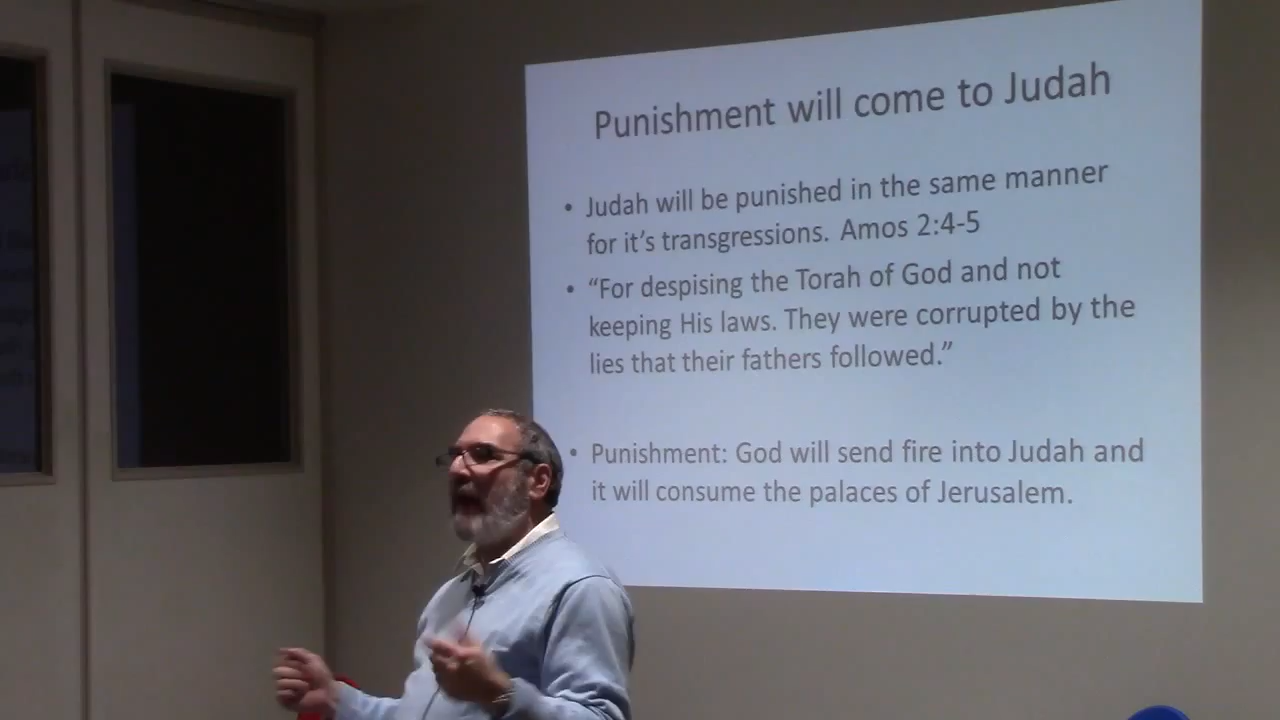 Punishment will come to Judah
• Judah will be punished in the same manner
for it’s transgressions. Amos 2:4-5
• “For despising the Torah of God and not
keeping His laws. They were corrupted by the
lies that their fathers followed.”
• Punishment: God will send fire into Judah and
it will consume the palaces of Jerusalem.